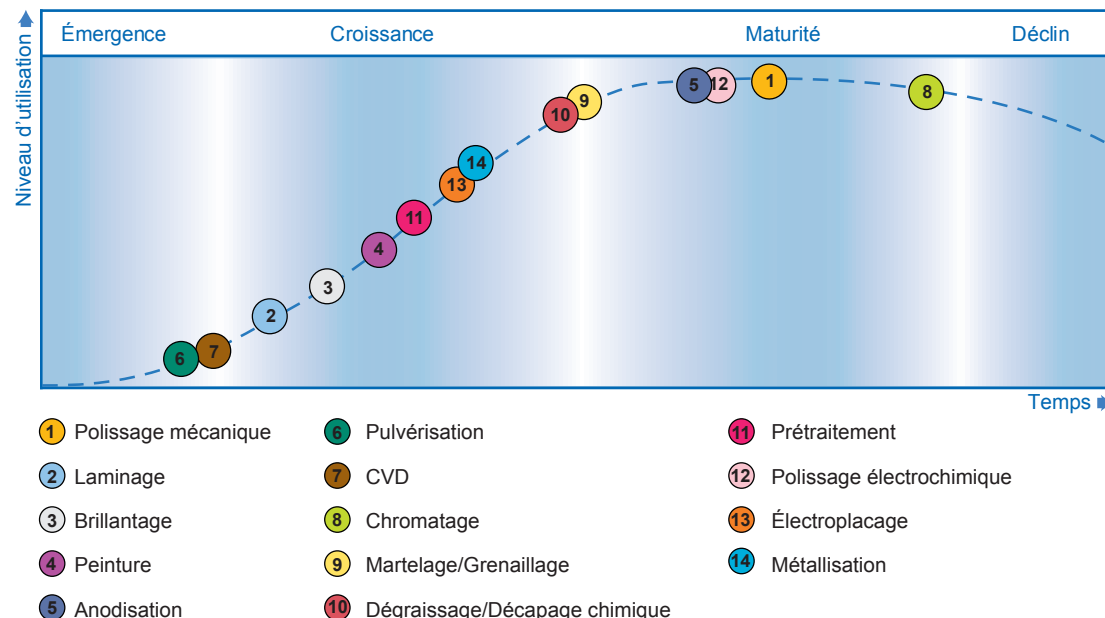 Niveau d’utilisation
Émergence Croissance Maturité Déclin
5 12 1 8
9
10
14
13
11
4
3
2
6 7
Temps
1 Polissage mécanique
2 Laminage
3 Brillantage
4 Peinture
5 Anodisation
6 Pulvérisation
7 CVD
8 Chromatage
9 Martelage/Grenaillage
10 Dégraissage/Décapage chimique
11 Prétraitement
12 Polissage électrochimique
13 Électroplacage
14 Métallisation